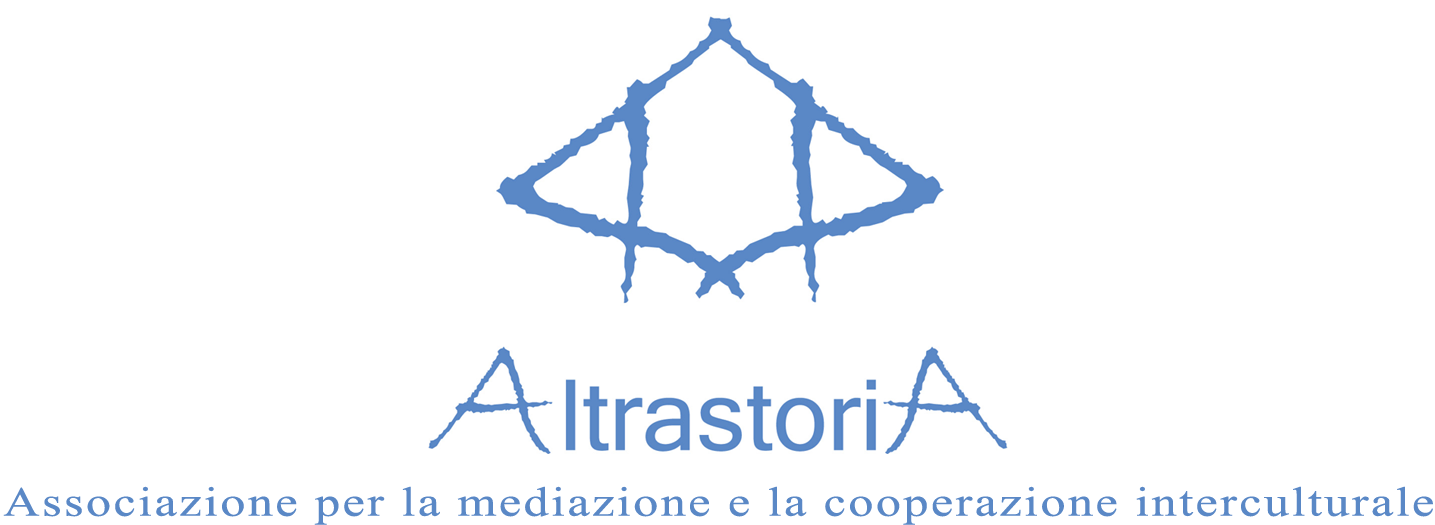 AltrastoriA
Associazione per la mediazione e la cooperazione interculturale